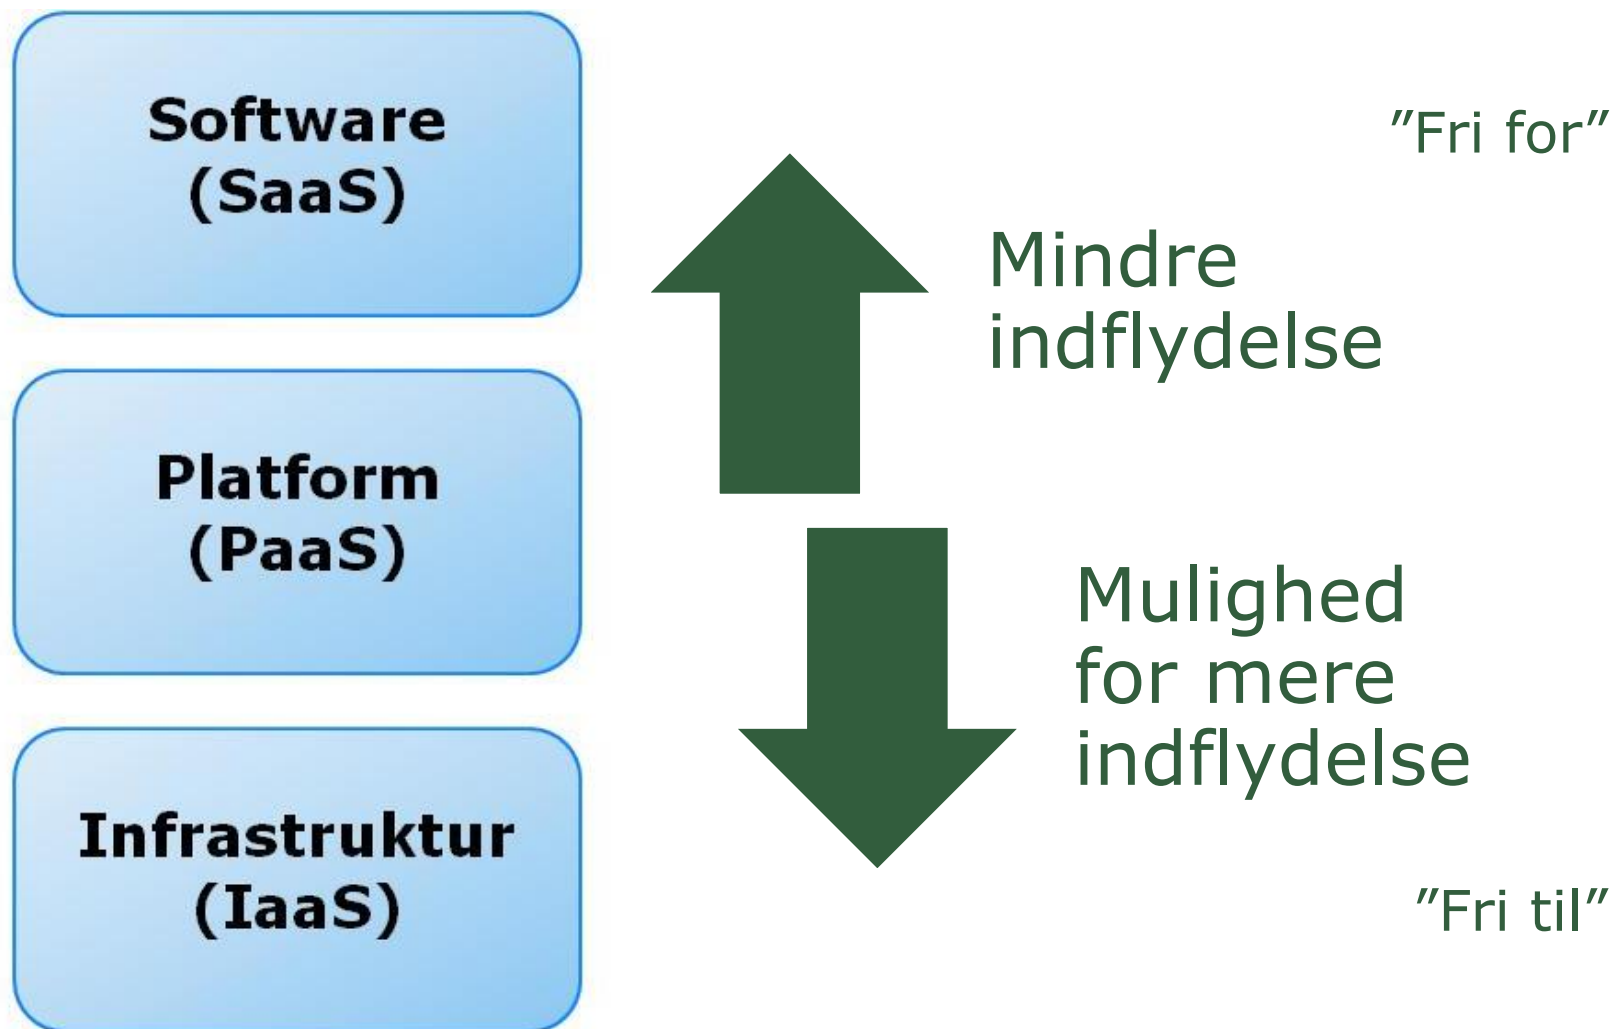 Software
(SaaS)
Platform
(PaaS)
Infrastruktur
(IaaS)
”Fri for”
Mindre
indflydelse
Mulighed
for mere
indflydelse
”Fri til”